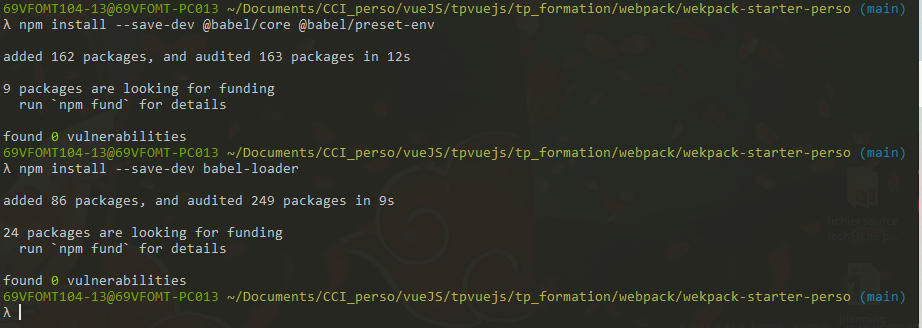 69VFOMT104-13@69VFOMT-PC013 ~/Documents/CCI_perso/vueJS/tpvuejs/tp_formation/webpack/wekpack-starter-perso (main)
λ npm install --save-dev @babel/core @babel/preset-env
added 162 packages, and audited 163 packages in 12s
9 packages are looking for funding
run `npm fund` for details
found 0 vulnerabilities
69VFOMT104-13@69VFOMT-PC013 ~/Documents/CCI_perso/vueJS/tpvuejs/tp_formation/webpack/wekpack-starter-perso (main)
λ npm install --save-dev babel-loader
added 86 packages, and audited 249 packages in 9s
24 packages are looking for funding
run `npm fund` for details
found 0 vulnerabilities
69VFOMT104-13@69VFOMT-PC013 ~/Documents/CCI_perso/vueJS/tpvuejs/tp_formation/webpack/wekpack-starter-perso (main)
λ